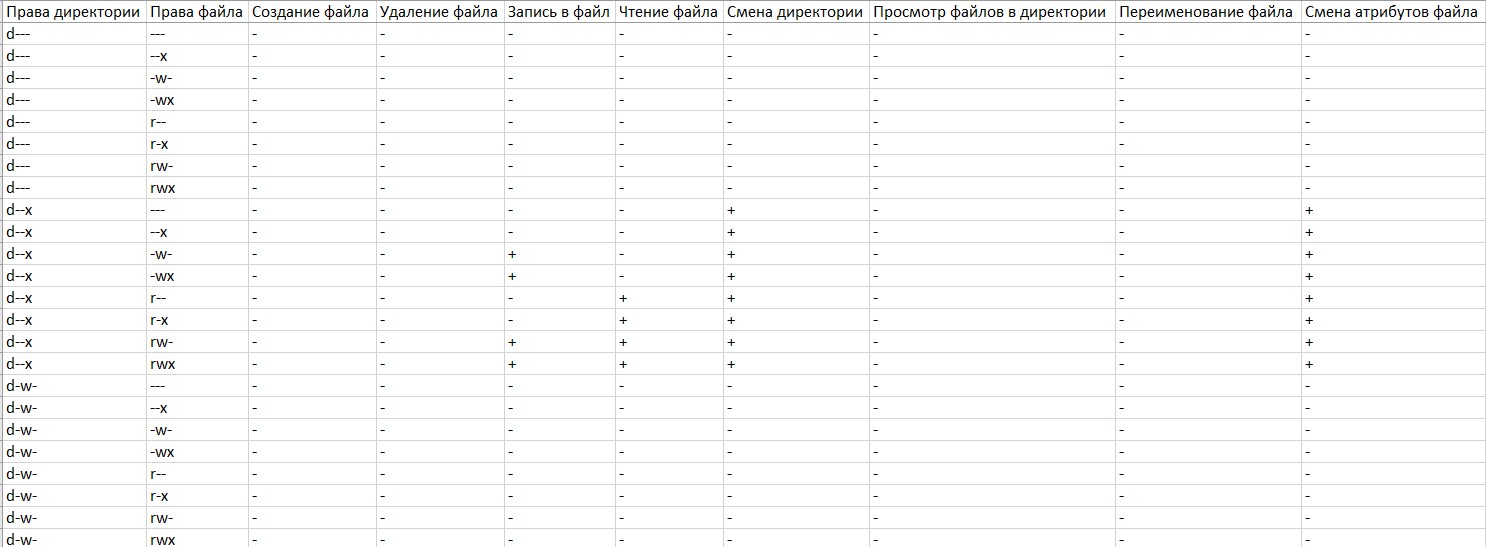 Права директории Права файла Создание файла Удаление файла Запись в файл Чтение файла Смена директории Просмотр файлов в директории Переименование файла Смена атрибутов файла
d--- --- - - - - - - - -
d--- --x - - - - - - - -
d--- -w- - - - - - - - -
d--- -wx - - - - - - - -
d--- r-- - - - - - - - -
d--- r-x - - - - - - - -
d--- rw- - - - - - - - -
d--- rwx - - - - - - - -
d--x --- - - - - + - - +
d--x --x - - - - + - - +
d--x -w- - - + - + - - +
d--x -wx - - + - + - - +
d--x r-- - - - + + - - +
d--x r-x - - - + + - - +
d--x rw- - - + + + - - +
d--x rwx - - + + + - - +
d-w- --- - - - - - - - -
d-w- --x - - - - - - - -
d-w- -w- - - - - - - - -
d-w- -wx - - - - - - - -
d-w- r-- - - - - - - - -
d-w- r-x - - - - - - - -
d-w- rw- - - - - - - - -
d-w- rwx - - - - - - - -